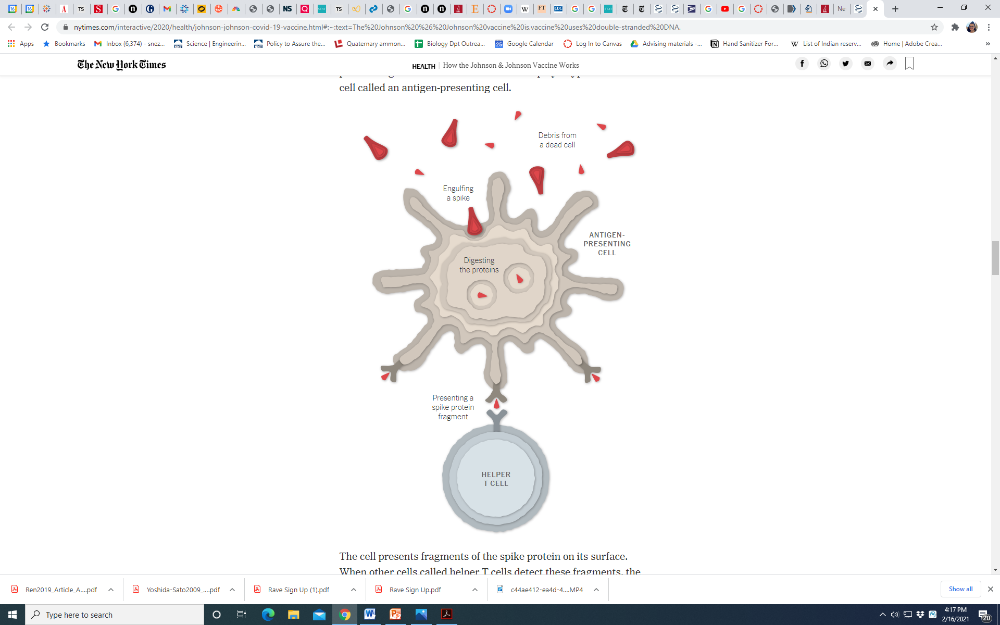 nytimes.com/interactive/2020/health/johnson-johnson-covid-19-vaccine.html#:~:text=The%20Johnson%20%26%20Johnson%20vaccine%20is,vaccine%20uses%20double-stranded%20DNA.
Apps Bookmarks Inbox (6,374) - snez... Science | Engineerin... Policy to Assure the... Quaternary ammon... Biology Dpt Outrea... Google Calendar Log In to Canvas Advising materials -... Hand Sanitizer For... List of Indian reserv... Home | Adobe Crea... »
The New York Times
HEALTH | How the Johnson & Johnson Vaccine Works
cell called an antigen-presenting cell.
Debris from
a dead cell
Engulfing
a spike
ANTIGEN-
PRESENTING
CELL
Digesting
the proteins
Presenting a
spike protein
fragment
HELPER
T CELL
The cell presents fragments of the spike protein on its surface.
When other cells called helper T cells detect these fragments, the
Ren2019_Article_A....pdf Yoshida-Sato2009_....pdf Rave Sign Up (1).pdf Rave Sign Up.pdf c44ae412-ea4d-4....MP4 Show all
Type here to search
4:17 PM
2/16/2021
20